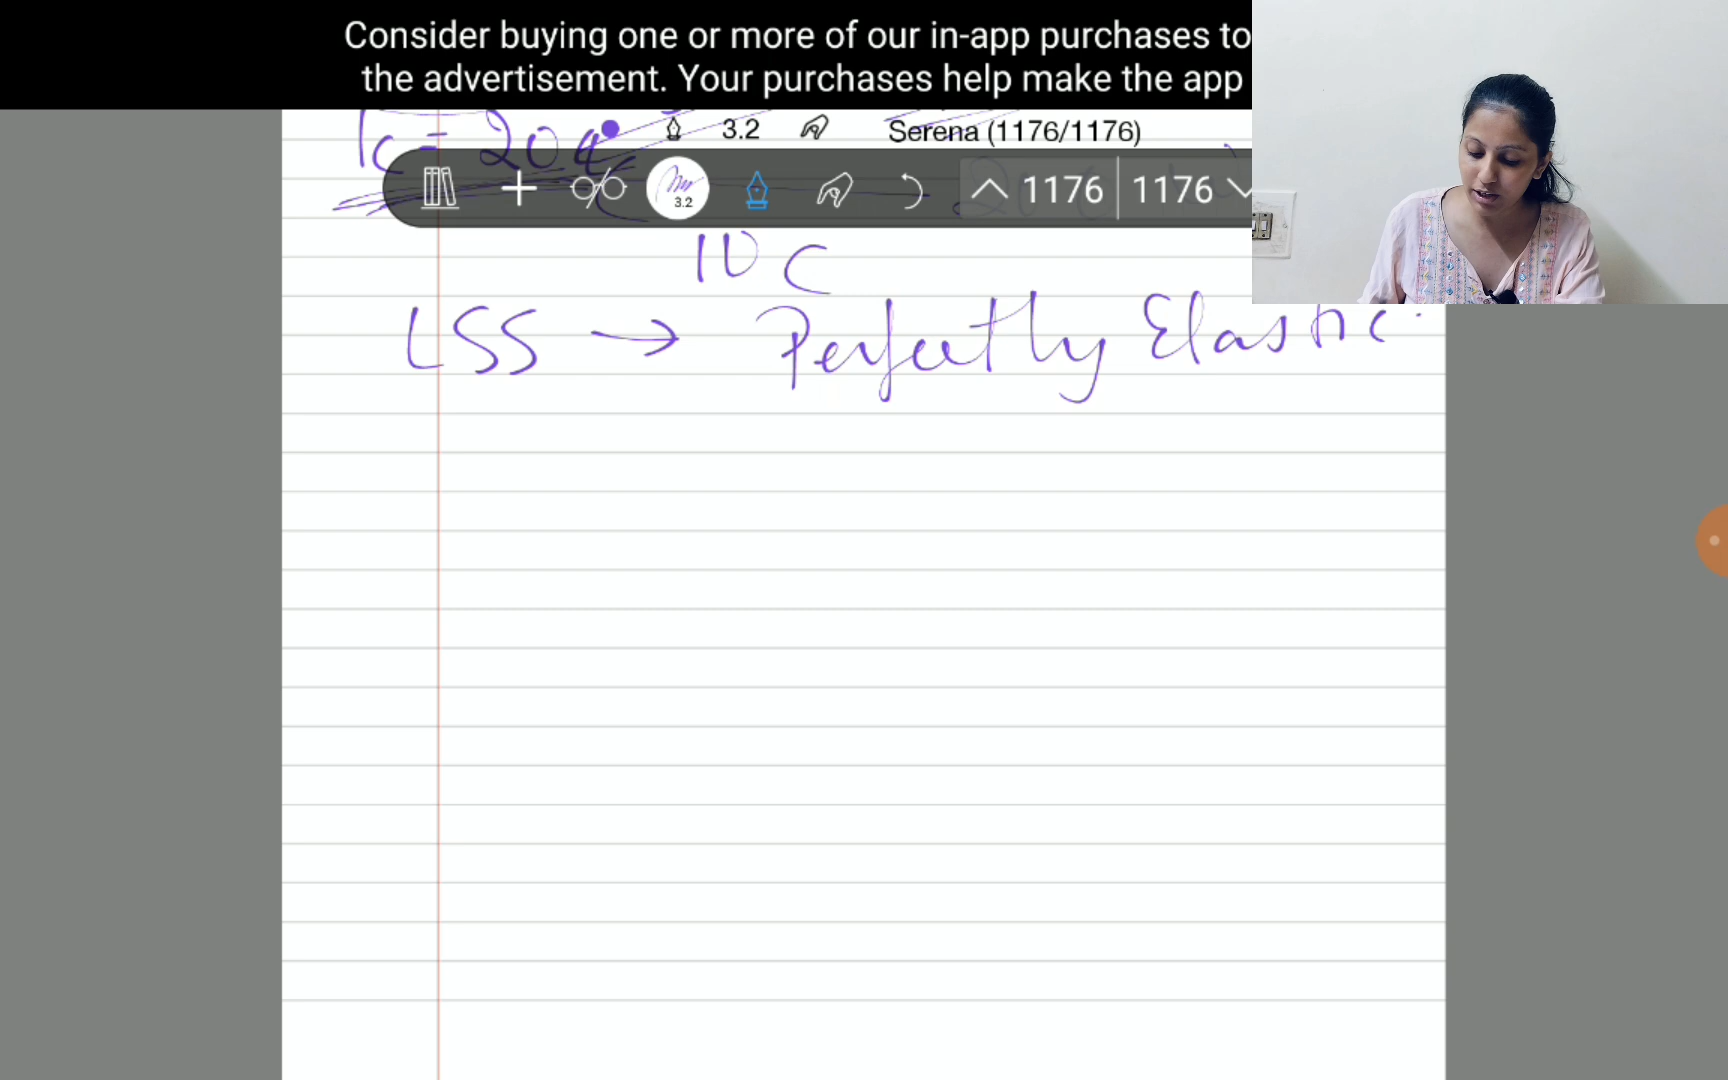 Consider buying one or more of our in-app purchases to
the advertisement. Your purchases help make the app
3.2 Serena (1176/1176)
3.2 1176 1176
10 C
LSS → Perfectly Elastic.